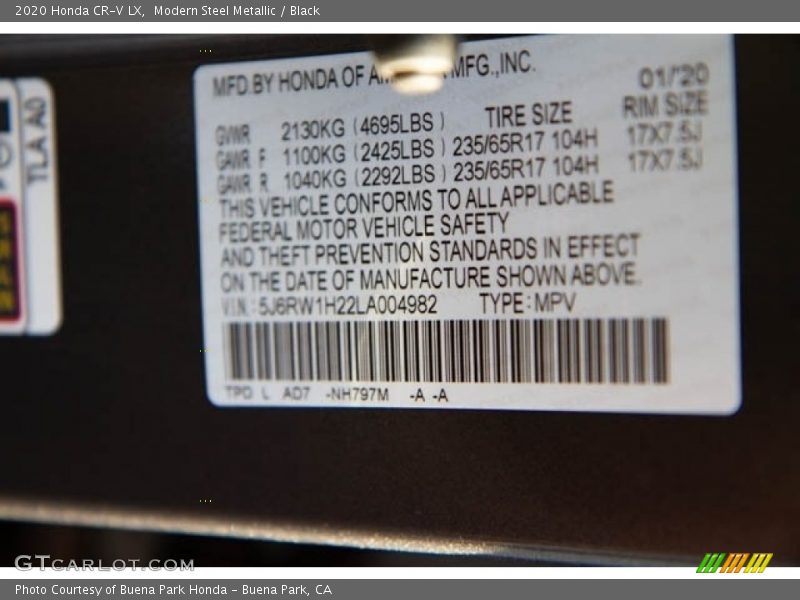 2020 Honda CR-V LX, Modern Steel Metallic / Black
MFD.BY HONDA OF MFG.,INC. 01/'20
GVWR 2130KG (4695LBS) TIRE SIZE RIM SIZE
GAWR F 1100KG (2425LBS) 235/65R17 104H 17X7.5J
GAWR R 1040KG (2292LBS) 235/65R17 104H 17X7.5J
THIS VEHICLE CONFORMS TO ALL APPLICABLE
FEDERAL MOTOR VEHICLE SAFETY
AND THEFT PREVENTION STANDARDS IN EFFECT
ON THE DATE OF MANUFACTURE SHOWN ABOVE.
V.I.N.: 5J6RW1H22LA004982 TYPE: MPV
TPD L AD7 -NH797M -A -A
TLA A0
GTCARLOT.COM
Photo Courtesy of Buena Park Honda - Buena Park, CA